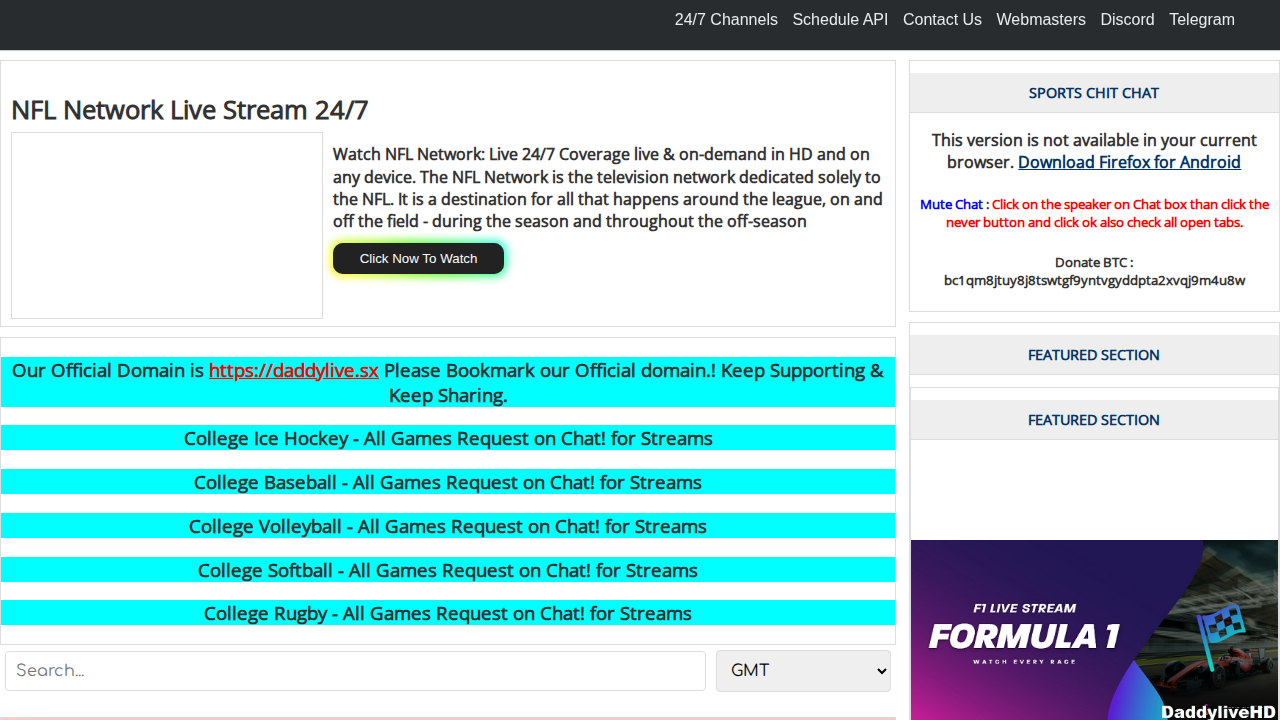 24/7 Channels Schedule API Contact Us Webmasters Discord Telegram
NFL Network Live Stream 24/7
Watch NFL Network: Live 24/7 Coverage live & on-demand in HD and on
any device. The NFL Network is the television network dedicated solely to
the NFL. It is a destination for all that happens around the league, on and
off the field - during the season and throughout the off-season
Click Now To Watch
Our Official Domain is https://daddylive.sx Please Bookmark our Official domain.! Keep Supporting &
Keep Sharing.
College Ice Hockey - All Games Request on Chat! for Streams
College Baseball - All Games Request on Chat! for Streams
College Volleyball - All Games Request on Chat! for Streams
College Softball - All Games Request on Chat! for Streams
College Rugby - All Games Request on Chat! for Streams
Search...
GMT
SPORTS CHIT CHAT
This version is not available in your current
browser. Download Firefox for Android
Mute Chat : Click on the speaker on Chat box than click the
never button and click ok also check all open tabs.
Donate BTC :
bc1qm8jtuy8j8tswtgf9yntvgyddpta2xvqj9m4u8w
FEATURED SECTION
FEATURED SECTION
F1 LIVE STREAM
FORMULA 1
WATCH EVERY RACE
DaddyliveHD